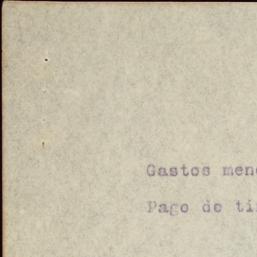 Gastos men
Pago de ti